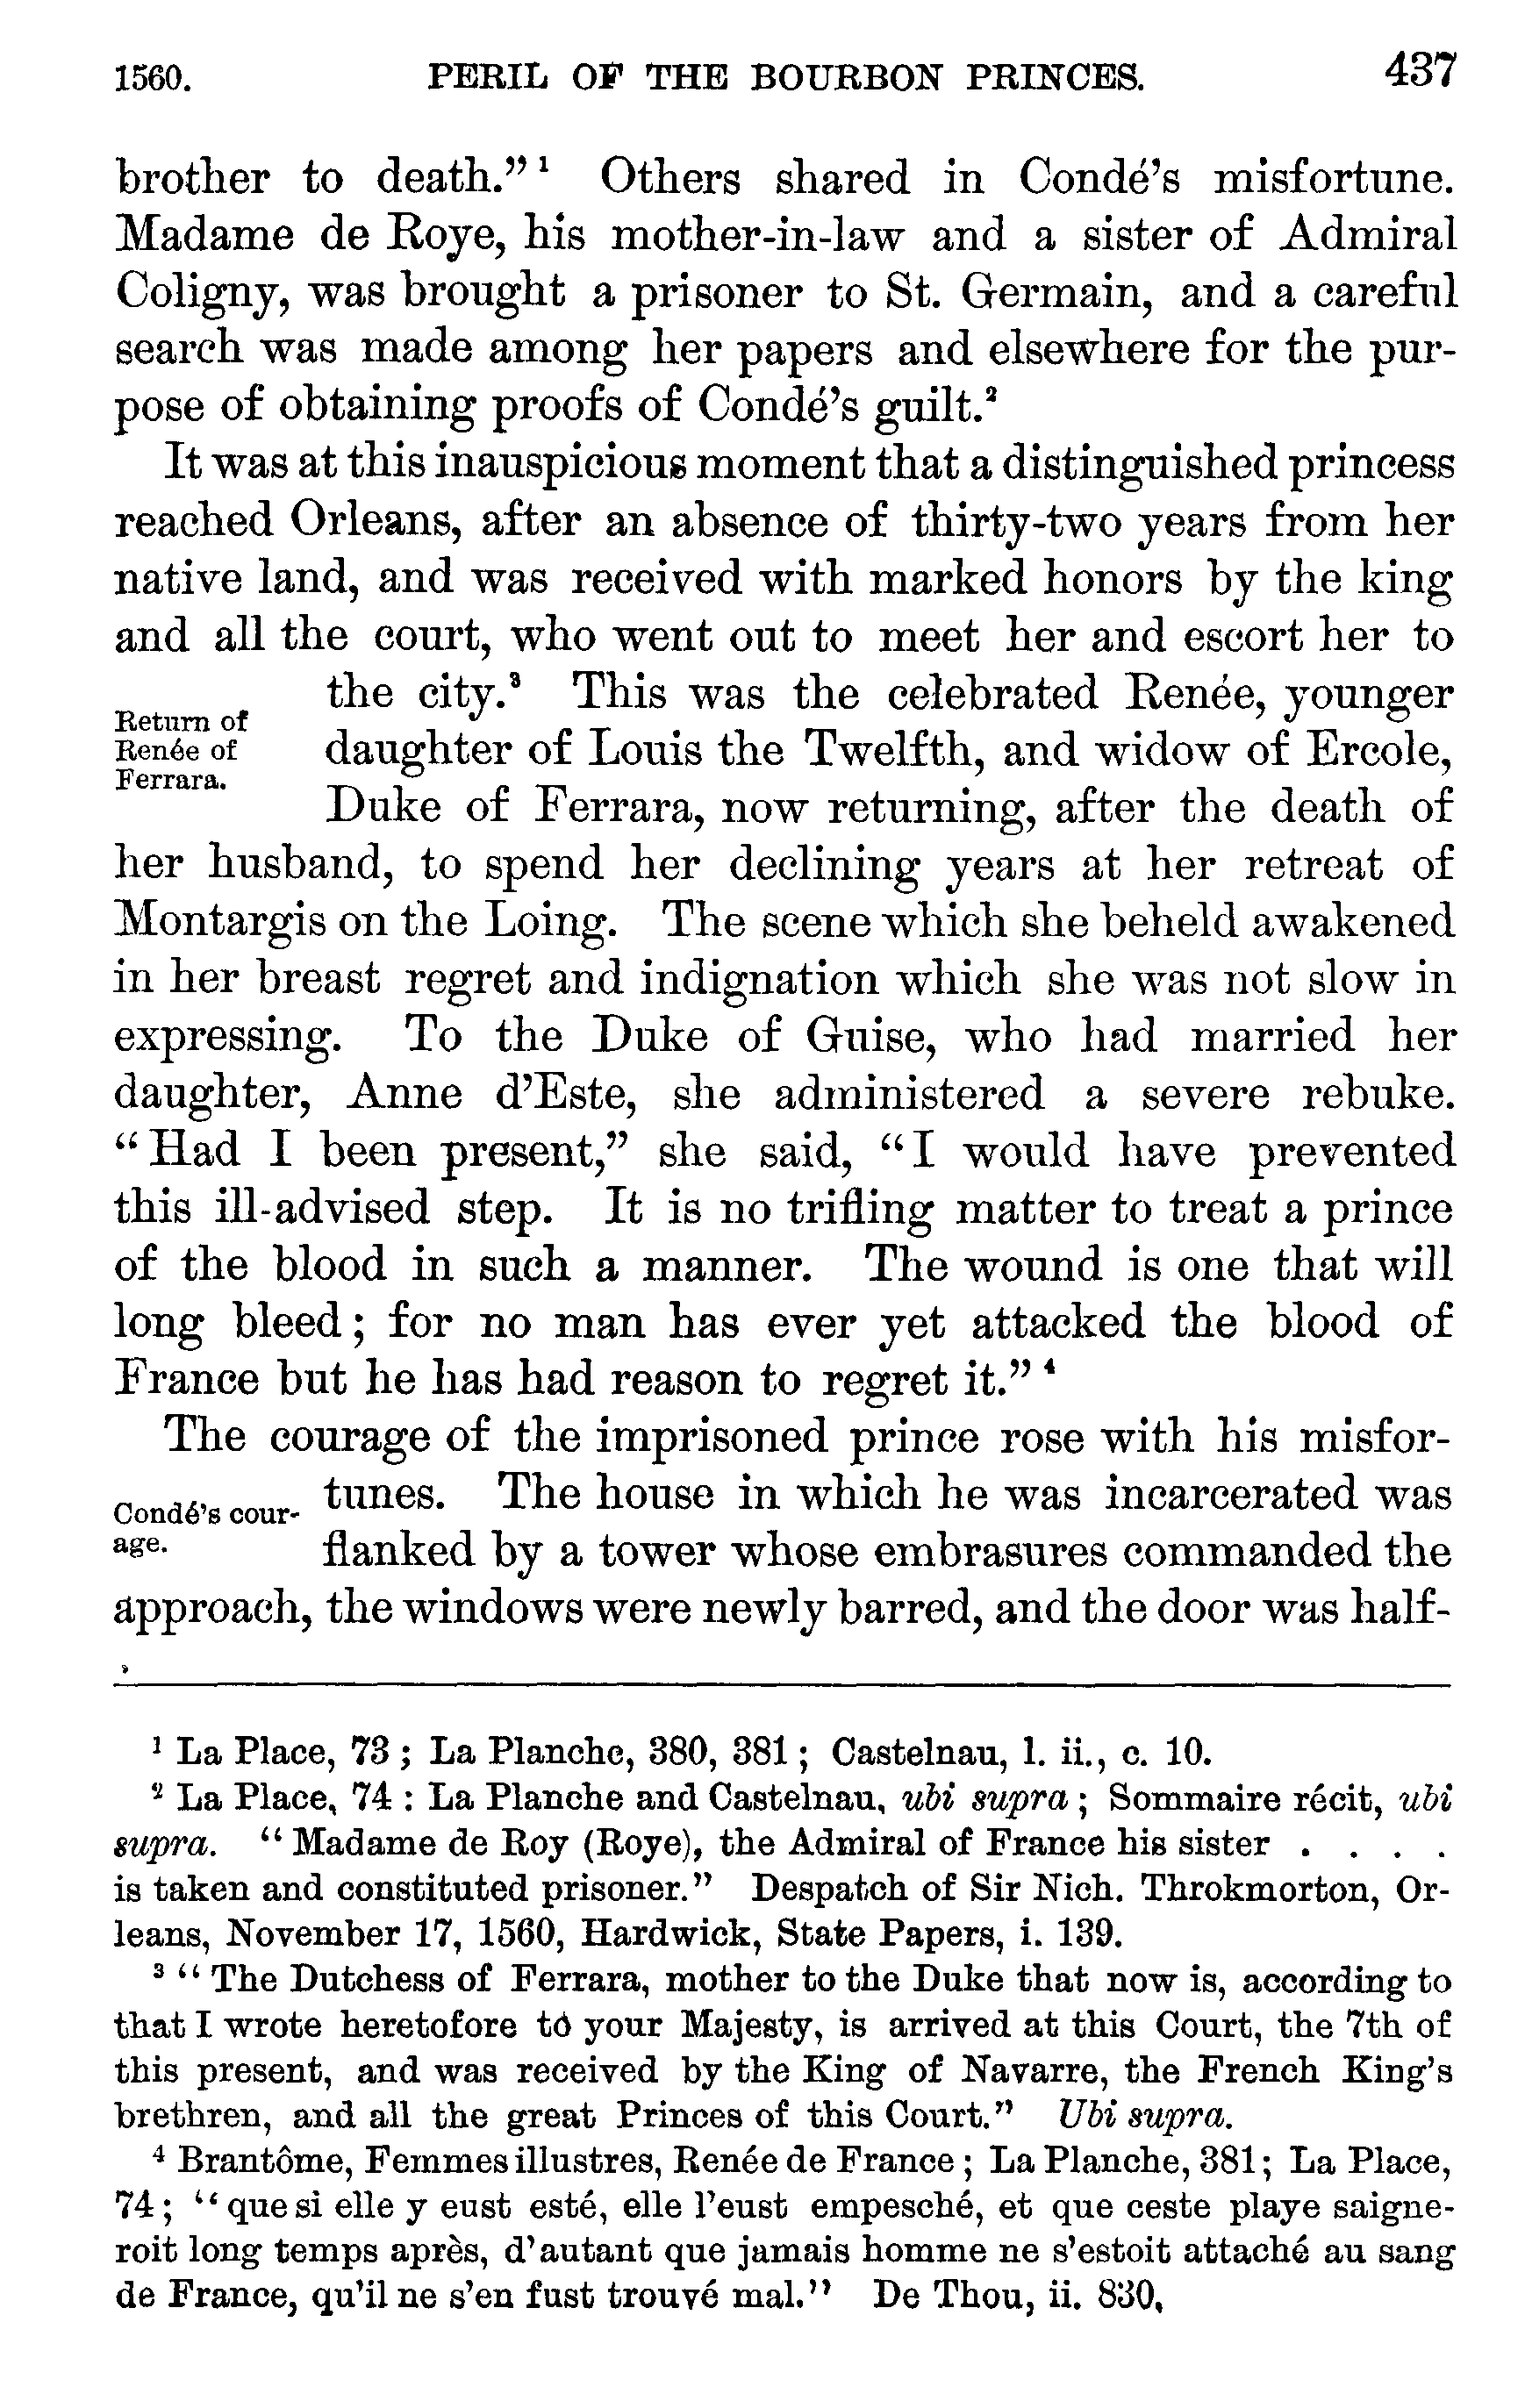 1560. PERIL OF THE BOURBON PRINCES. 437
brother to death.” ¹ Others shared in Condé’s misfortune.
Madame de Roye, his mother-in-law and a sister of Admiral
Coligny, was brought a prisoner to St. Germain, and a careful
search was made among her papers and elsewhere for the pur-
pose of obtaining proofs of Condé’s guilt.²
It was at this inauspicious moment that a distinguished princess
reached Orleans, after an absence of thirty-two years from her
native land, and was received with marked honors by the king
and all the court, who went out to meet her and escort her to
the city.³ This was the celebrated Renée, younger
Return of
Renée of
Ferrara.
daughter of Louis the Twelfth, and widow of Ercole,
Duke of Ferrara, now returning, after the death of
her husband, to spend her declining years at her retreat of
Montargis on the Loing. The scene which she beheld awakened
in her breast regret and indignation which she was not slow in
expressing. To the Duke of Guise, who had married her
daughter, Anne d’Este, she administered a severe rebuke.
“Had I been present,” she said, “I would have prevented
this ill-advised step. It is no trifling matter to treat a prince
of the blood in such a manner. The wound is one that will
long bleed; for no man has ever yet attacked the blood of
France but he has had reason to regret it.” ⁴
The courage of the imprisoned prince rose with his misfor-
Condé’s cour-
age.
tunes. The house in which he was incarcerated was
flanked by a tower whose embrasures commanded the
approach, the windows were newly barred, and the door was half-
¹ La Place, 73; La Planche, 380, 381; Castelnau, l. ii., c. 10.
² La Place, 74: La Planche and Castelnau, ubi supra; Sommaire récit, ubi
supra. “Madame de Roy (Roye), the Admiral of France his sister . . . .
is taken and constituted prisoner.” Despatch of Sir Nich. Throkmorton, Or-
leans, November 17, 1560, Hardwick, State Papers, i. 139.
³ “The Dutchess of Ferrara, mother to the Duke that now is, according to
that I wrote heretofore to your Majesty, is arrived at this Court, the 7th of
this present, and was received by the King of Navarre, the French King’s
brethren, and all the great Princes of this Court.” Ubi supra.
⁴ Brantôme, Femmes illustres, Renée de France; La Planche, 381; La Place,
74; “que si elle y eust esté, elle l’eust empesché, et que ceste playe saigne-
roit long temps après, d’autant que jamais homme ne s’estoit attaché au sang
de France, qu’il ne s’en fust trouvé mal.” De Thou, ii. 830.